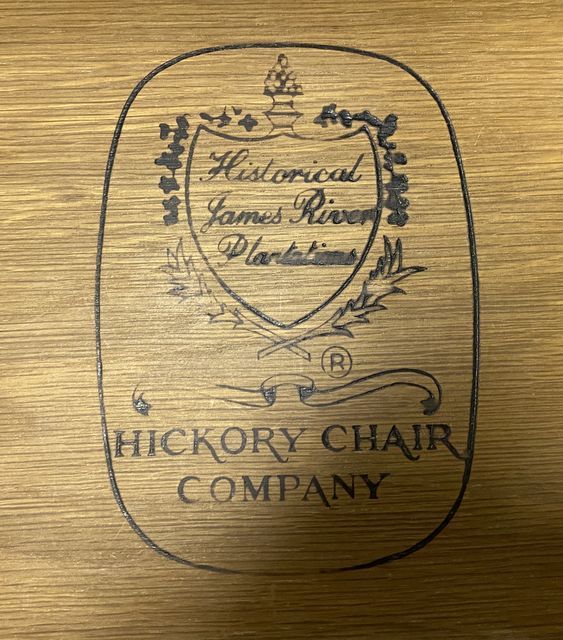 Historical
James River
Plantations
®
HICKORY CHAIR
COMPANY